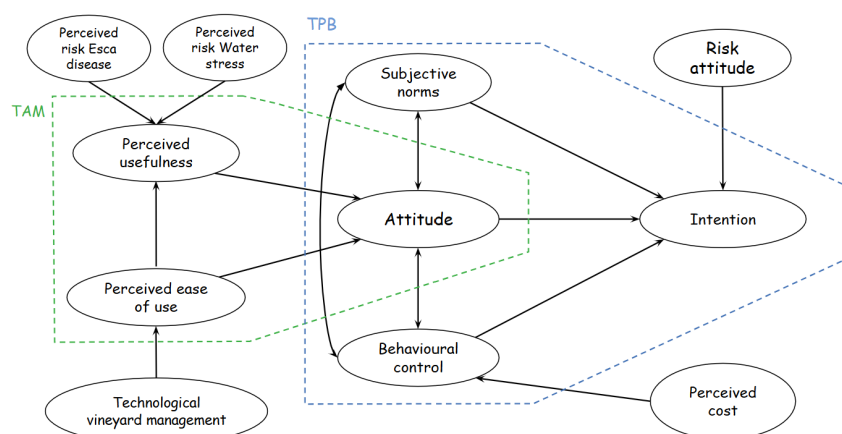 Perceived
risk Esca
disease
Perceived
risk Water
stress
TPB
Risk
attitude
Subjective
norms
TAM
Perceived
usefulness
Attitude
Intention
Perceived ease
of use
Behavioural
control
Technological
vineyard management
Perceived
cost